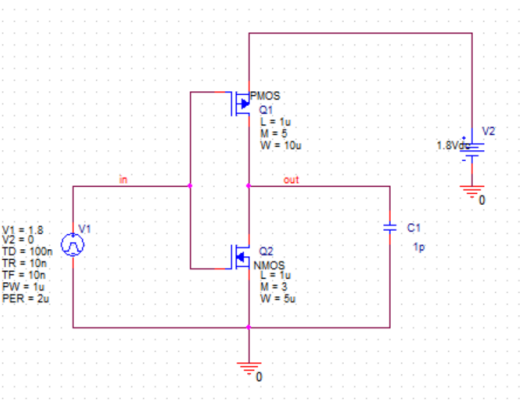 PMOS
Q1
L = 1u
M = 5
W = 10u
V2
1.8Vdc
0
in
out
V1 = 1.8
V2 = 0
TD = 100n
TR = 10n
TF = 10n
PW = 1u
PER = 2u
V1
Q2
NMOS
L = 1u
M = 3
W = 5u
C1
1p
0